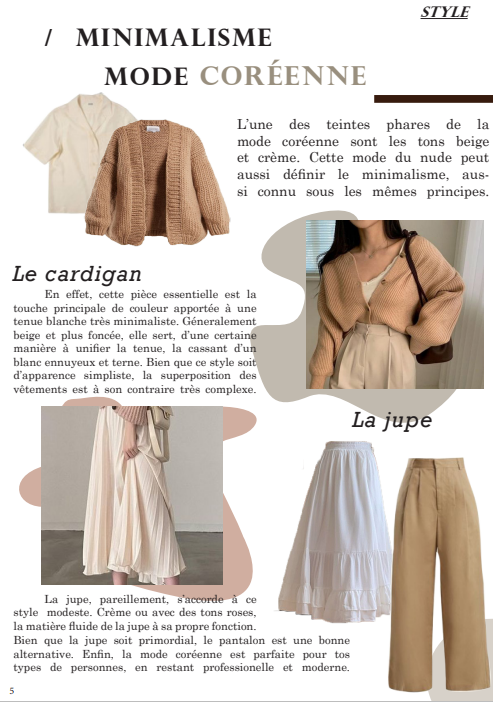 STYLE
/ MINIMALISME
MODE CORÉENNE
L'une des teintes phares de la
mode coréenne sont les tons beige
et crème. Cette mode du nude peut
aussi définir le minimalisme, aus-
si connu sous les mêmes principes.
Le cardigan
En effet, cette pièce essentielle est la
touche principale de couleur apportée à une
tenue blanche très minimaliste. Géneralement
beige et plus foncée, elle sert, d'une certaine
manière à unifier la tenue, la cassant d'un
blanc ennuyeux et terne. Bien que ce style soit
d'apparence simpliste, la superposition des
vêtements est à son contraire très complexe.
La jupe
La jupe, pareillement, s'accorde à ce
style modeste. Crème ou avec des tons roses,
la matière fluide de la jupe à sa propre fonction.
Bien que la jupe soit primordial, le pantalon est une bonne
alternative. Enfin, la mode coréenne est parfaite pour tos
types de personnes, en restant professionelle et moderne.
5